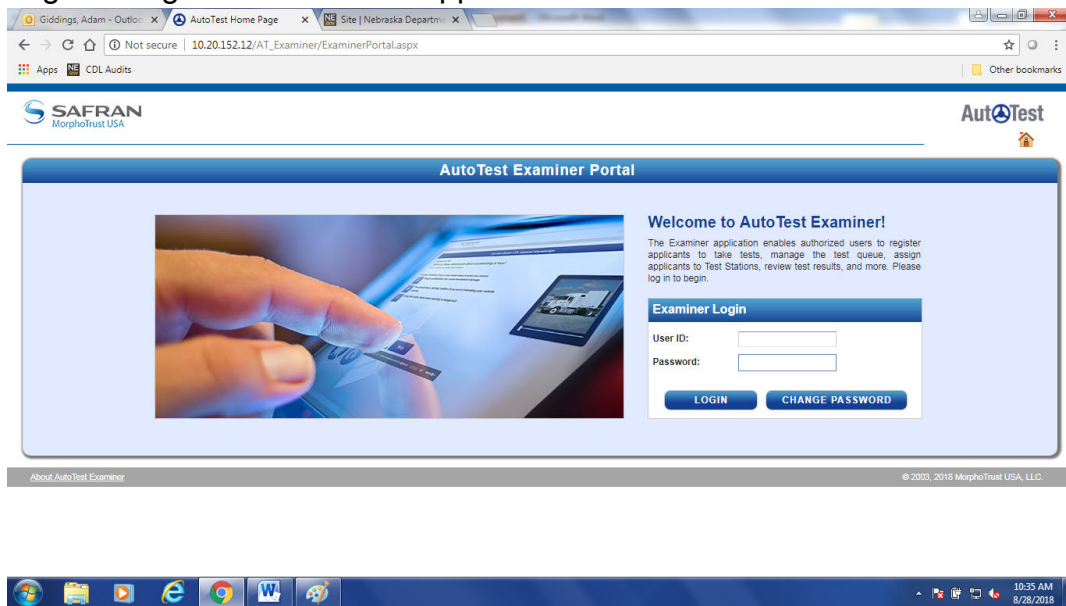 Giddings, Adam - Outloo
AutoTest Home Page
Site | Nebraska Departme
Not secure | 10.20.152.12/AT_Examiner/ExaminerPortal.aspx
Apps
NE
CDL Audits
Other bookmarks
SAFRAN
MorphoTrust USA
AutoTest
AutoTest Examiner Portal
Welcome to AutoTest Examiner!
The Examiner application enables authorized users to register
applicants to take tests, manage the test queue, assign
applicants to Test Stations, review test results, and more. Please
log in to begin.
Examiner Login
User ID:
Password:
LOGIN
CHANGE PASSWORD
About AutoTest Examiner
© 2003, 2018 MorphoTrust USA, LLC.
10:35 AM
8/28/2018